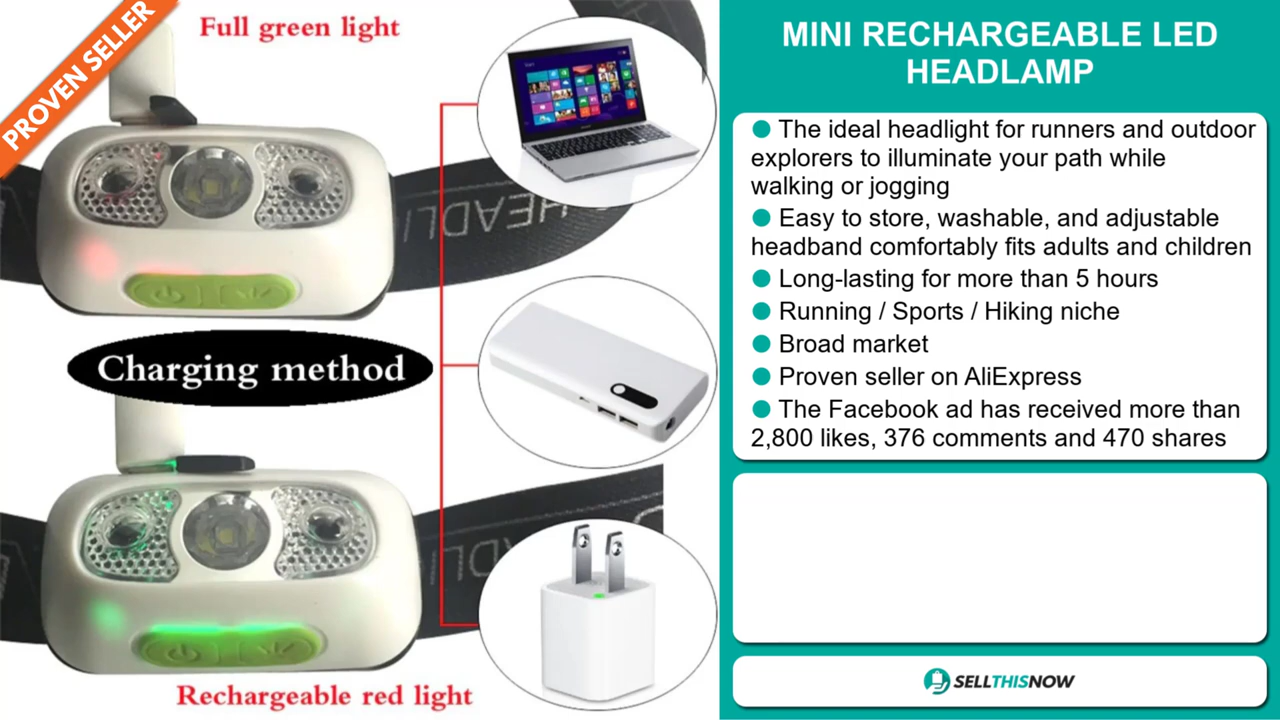 PROVEN SELLER
Full green light
Charging method
Rechargeable red light
MINI RECHARGEABLE LED
HEADLAMP
● The ideal headlight for runners and outdoor
explorers to illuminate your path while
walking or jogging
● Easy to store, washable, and adjustable
headband comfortably fits adults and children
● Long-lasting for more than 5 hours
● Running / Sports / Hiking niche
● Broad market
● Proven seller on AliExpress
● The Facebook ad has received more than
2,800 likes, 376 comments and 470 shares
SELLTHISNOW